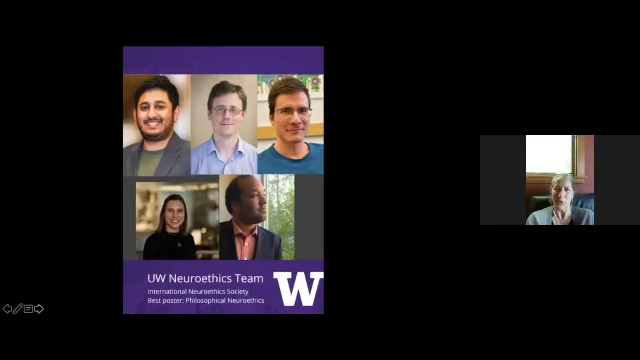 UW Neuroethics Team
International Neuroethics Society
Best poster: Philosophical Neuroethics
W